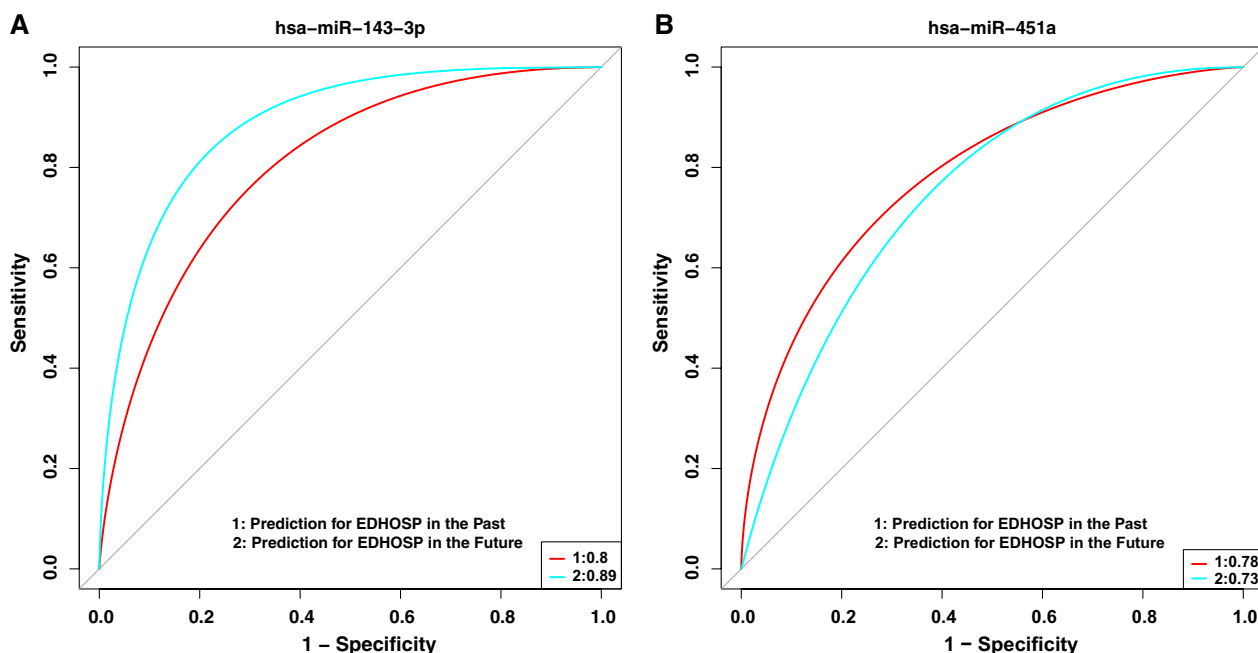 A
hsa-miR-143-3p
Sensitivity
1.0
0.8
0.6
0.4
0.2
0.0
1: Prediction for EDHOSP in the Past
2: Prediction for EDHOSP in the Future
1:0.8
2:0.89
0.0 0.2 0.4 0.6 0.8 1.0
1 - Specificity
B
hsa-miR-451a
Sensitivity
1.0
0.8
0.6
0.4
0.2
0.0
1: Prediction for EDHOSP in the Past
2: Prediction for EDHOSP in the Future
1:0.78
2:0.73
0.0 0.2 0.4 0.6 0.8 1.0
1 - Specificity